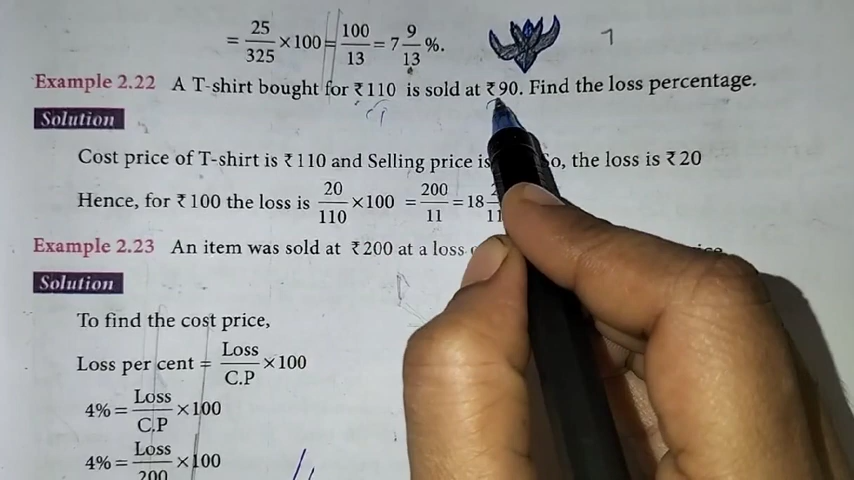 = 25/325 ×100 = 100/13 = 7 9/13 %.
7
Example 2.22 A T-shirt bought for ₹110 is sold at ₹90. Find the loss percentage.
Solution
Cost price of T-shirt is ₹110 and Selling price is So, the loss is ₹20
Hence, for ₹100 the loss is 20/110 ×100 = 200/11 = 18
Example 2.23 An item was sold at ₹200 at a loss
Solution
To find the cost price,
Loss per cent = Loss/C.P ×100
4% = Loss/C.P ×100
4% = Loss/200 ×100